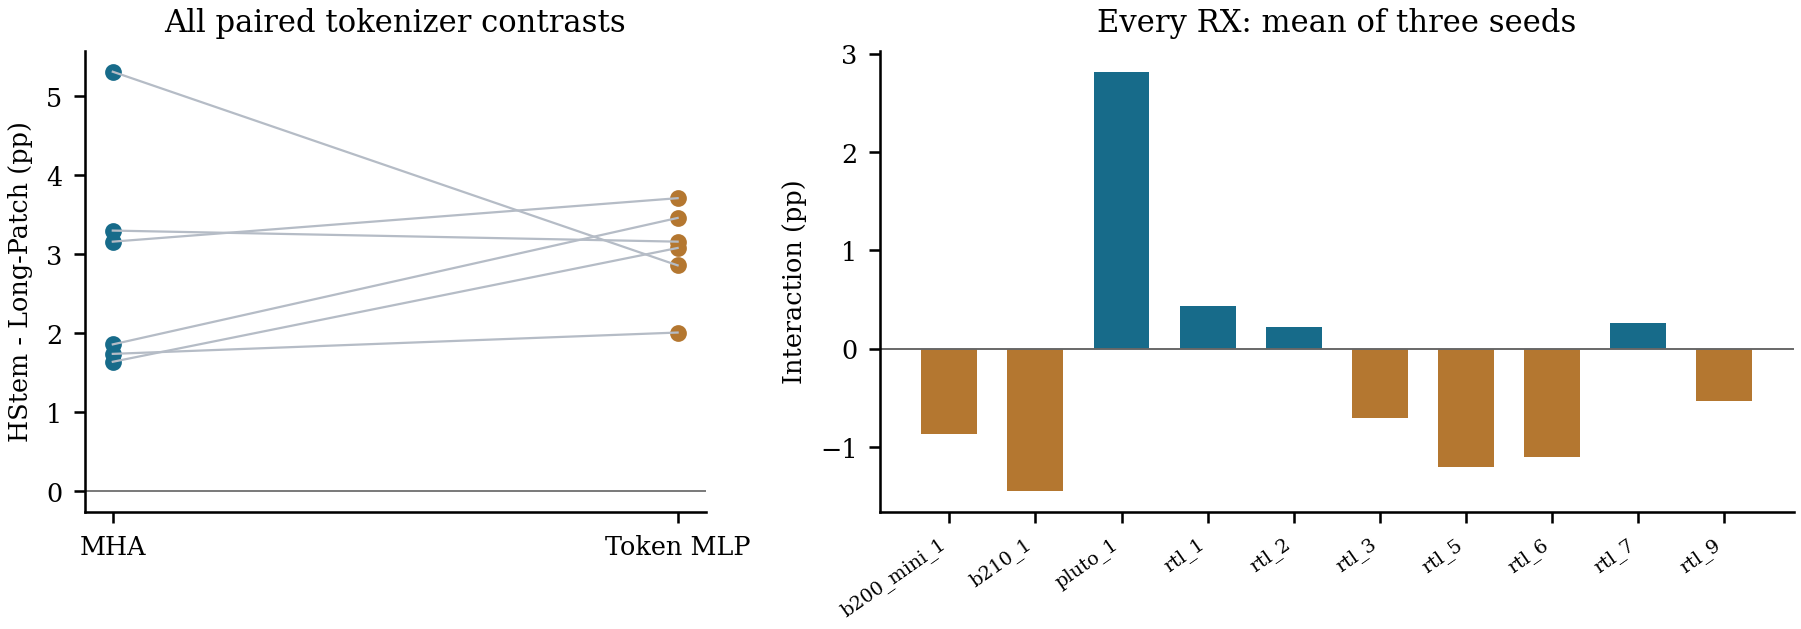 All paired tokenizer contrasts
HStem - Long-Patch (pp)
5
4
3
2
1
0
MHA
Token MLP
Every RX: mean of three seeds
Interaction (pp)
3
2
1
0
−1
b200_mini_1
b210_1
pluto_1
rtl_1
rtl_2
rtl_3
rtl_5
rtl_6
rtl_7
rtl_9